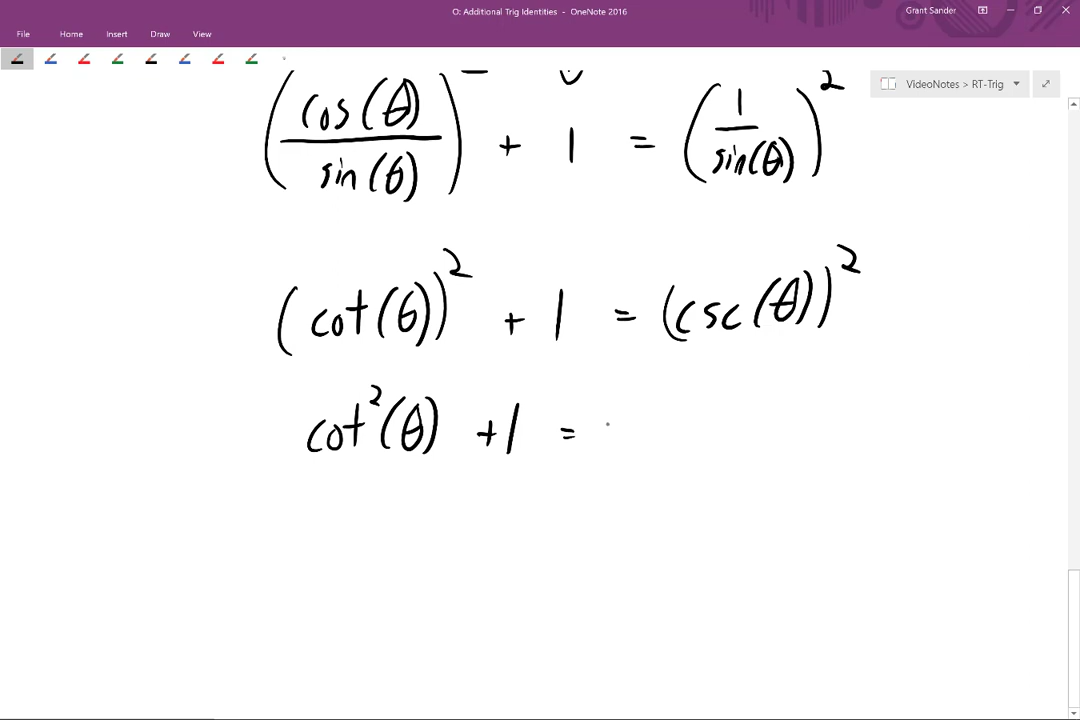 O: Additional Trig Identities - OneNote 2016
Grant Sander
File Home Insert Draw View
VideoNotes > RT-Trig
(cos(θ)/sin(θ))² + 1 = (1/sin(θ))²
(cot(θ))² + 1 = (csc(θ))²
cot²(θ) + 1 =